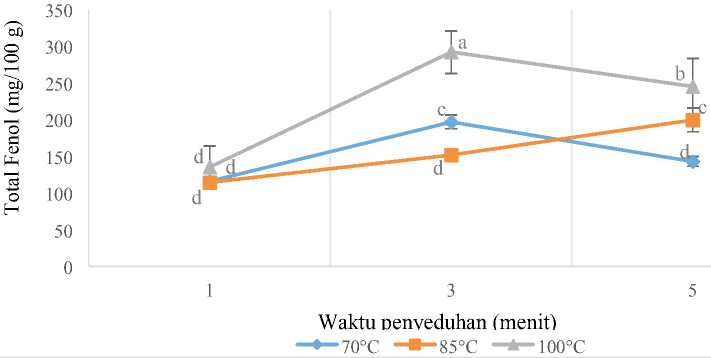 350
300
250
200
150
100
50
0
Total Fenol (mg/100 g)
a
b
c
c
d
d
d
d
d
1
3
5
Waktu penyeduhan (menit)
70°C
85°C
100°C